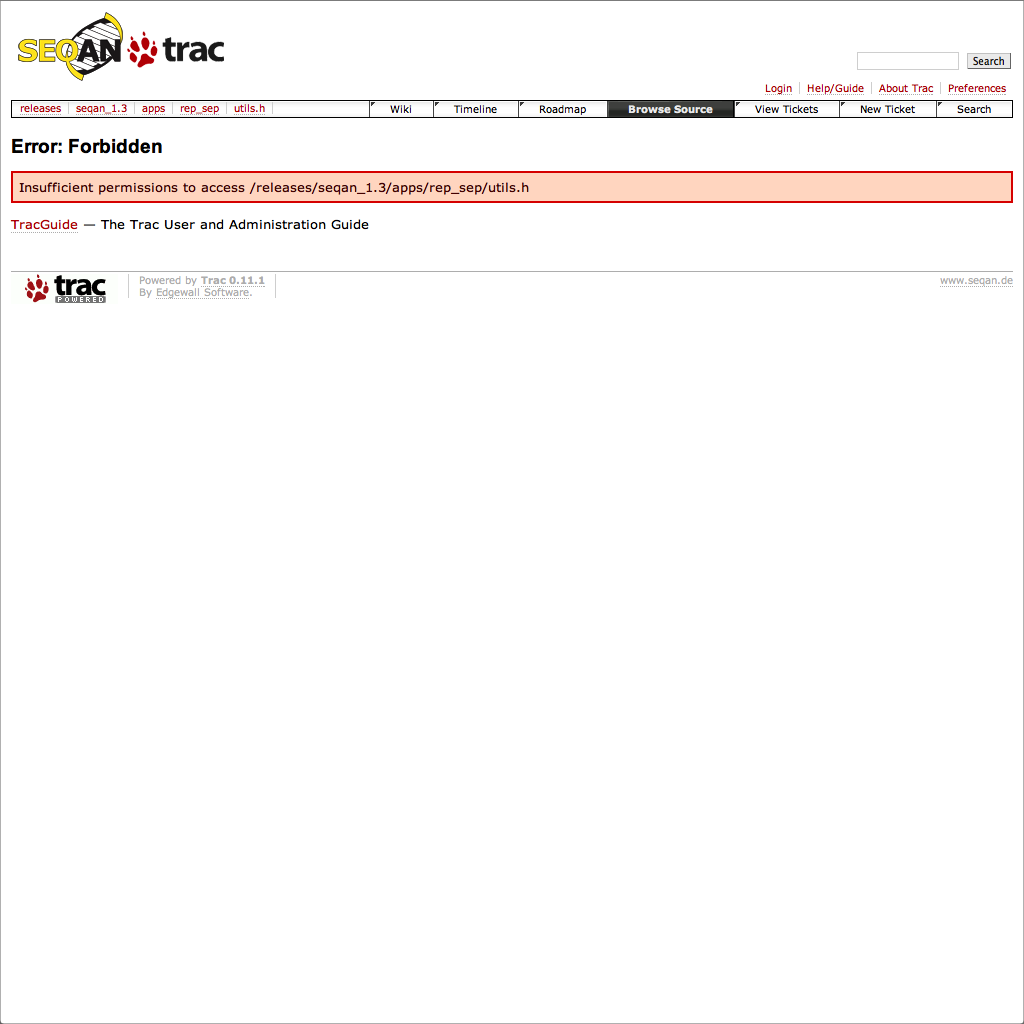 SEQAN trac
Search
Login Help/Guide About Trac Preferences
releases seqan_1.3 apps rep_sep utils.h Wiki Timeline Roadmap Browse Source View Tickets New Ticket Search
Error: Forbidden
Insufficient permissions to access /releases/seqan_1.3/apps/rep_sep/utils.h
TracGuide — The Trac User and Administration Guide
trac
POWERED
Powered by Trac 0.11.1
By Edgewall Software.
www.seqan.de